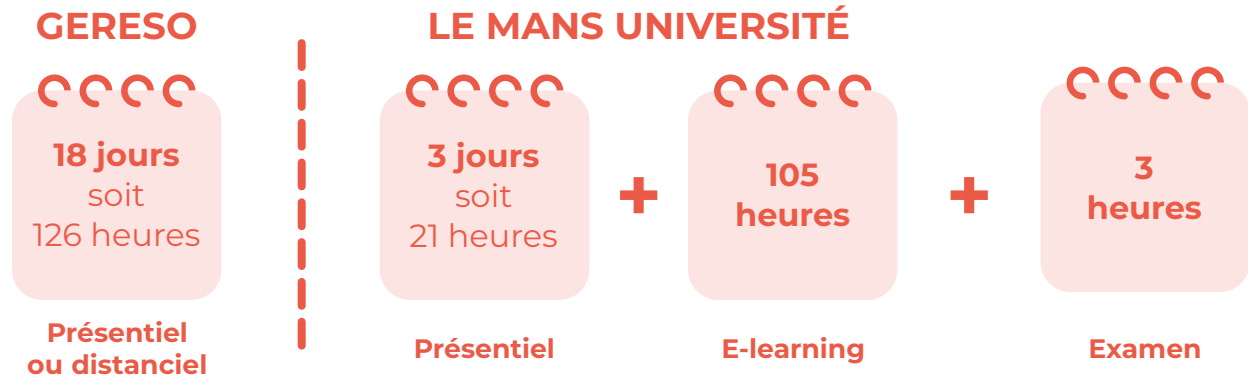 GERESO
18 jours
soit
126 heures
Présentiel
ou distanciel
LE MANS UNIVERSITÉ
3 jours
soit
21 heures
Présentiel
+
105
heures
E-learning
+
3
heures
Examen